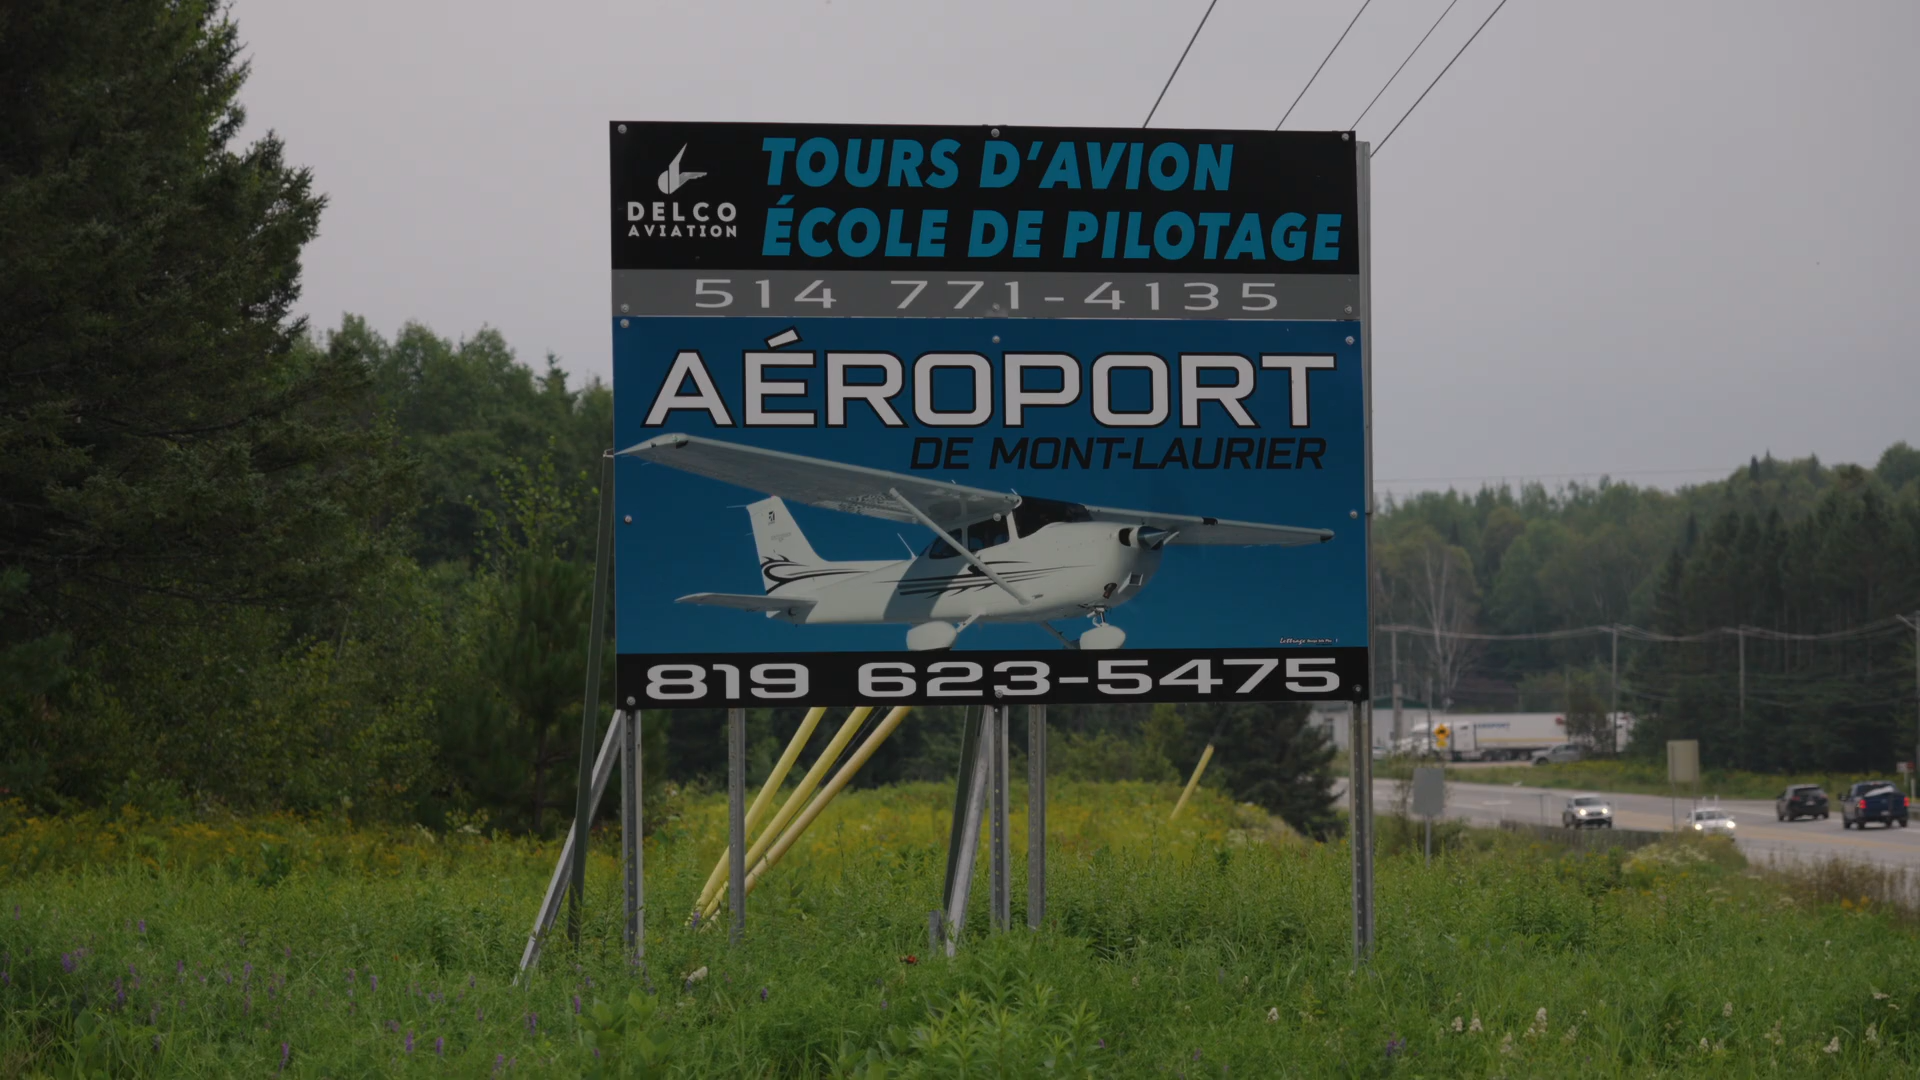 DELCO
AVIATION
TOURS D'AVION
ÉCOLE DE PILOTAGE
514 771-4135
AÉROPORT
DE MONT-LAURIER
819 623-5475